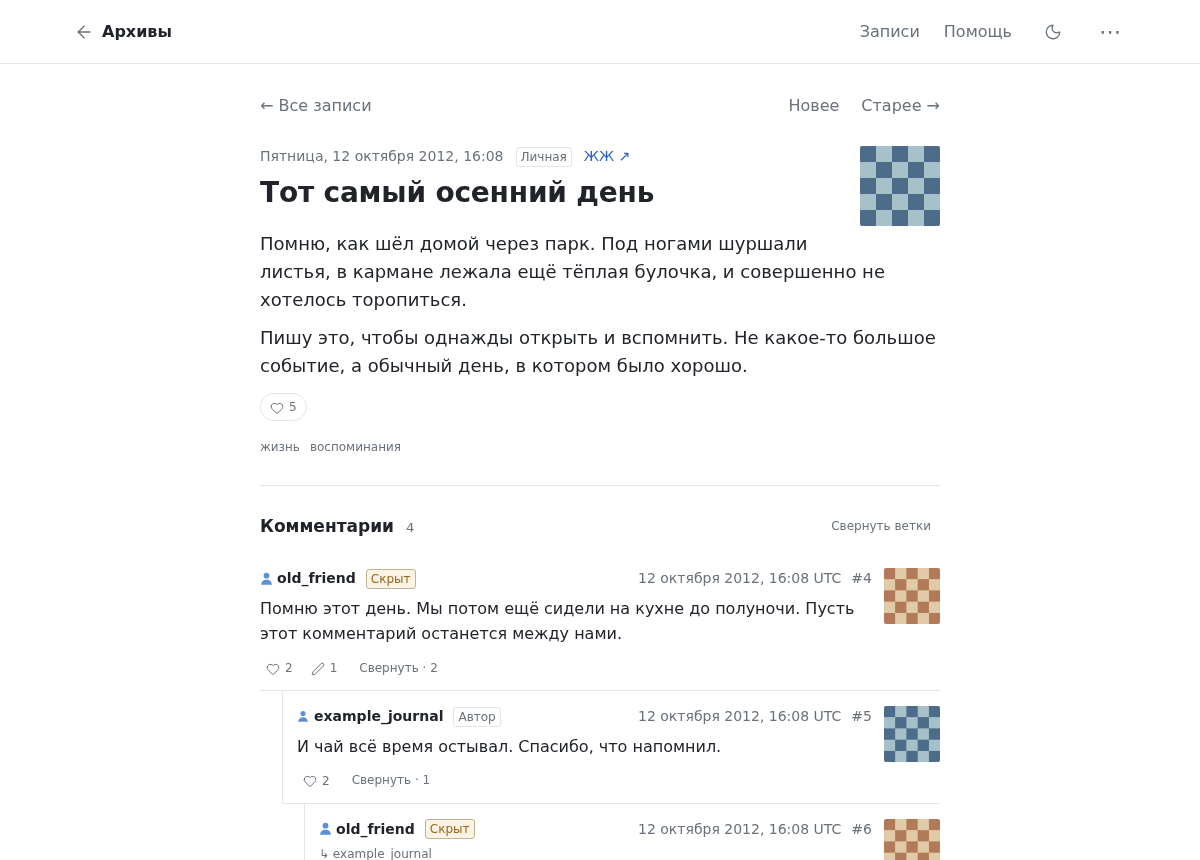 ← Архивы
Записи Помощь ⋯
← Все записи
Новее Старее →
Пятница, 12 октября 2012, 16:08 Личная ЖЖ ↗
Тот самый осенний день
Помню, как шёл домой через парк. Под ногами шуршали
листья, в кармане лежала ещё тёплая булочка, и совершенно не
хотелось торопиться.
Пишу это, чтобы однажды открыть и вспомнить. Не какое-то большое
событие, а обычный день, в котором было хорошо.
5
жизнь воспоминания
Комментарии 4
Свернуть ветки
old_friend Скрыт 12 октября 2012, 16:08 UTC #4
Помню этот день. Мы потом ещё сидели на кухне до полуночи. Пусть
этот комментарий останется между нами.
2 1 Свернуть · 2
example_journal Автор 12 октября 2012, 16:08 UTC #5
И чай всё время остывал. Спасибо, что напомнил.
2 Свернуть · 1
old_friend Скрыт 12 октября 2012, 16:08 UTC #6
↳ example_journal